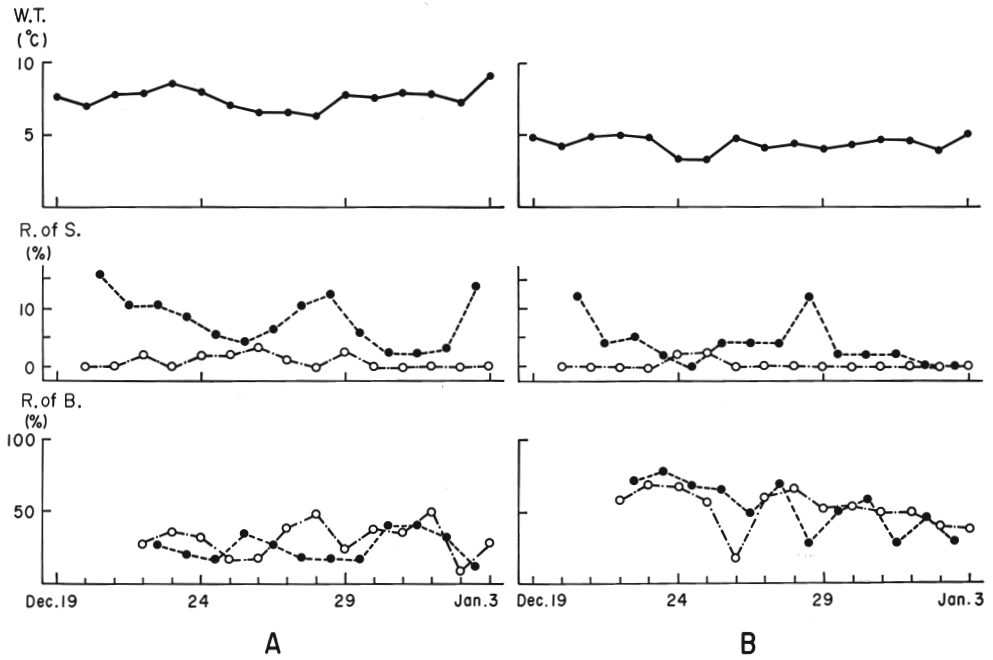 W.T.
(°C)
10
5
R. of S.
(%)
10
0
R. of B.
(%)
100
50
Dec.19 24 29 Jan.3
Dec.19 24 29 Jan.3
A B